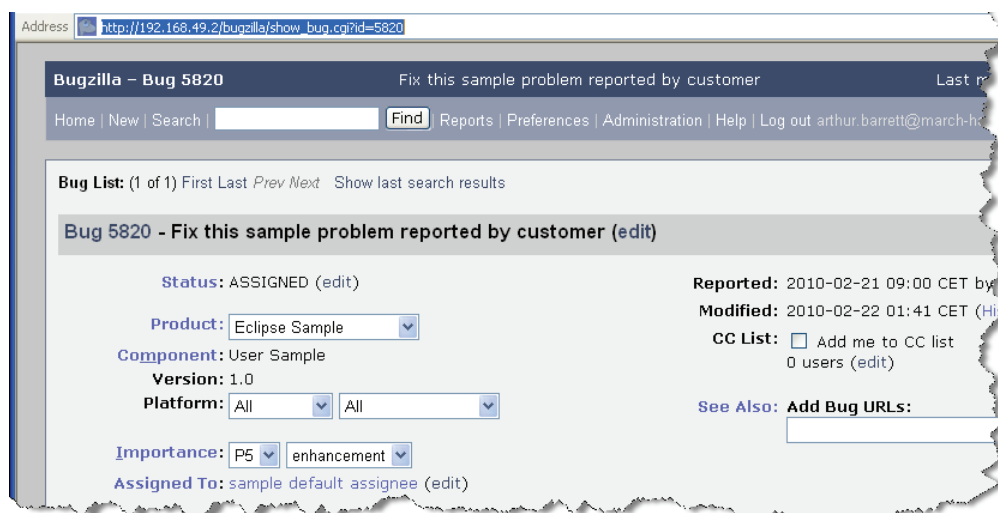 Address http://192.168.49.2/bugzilla/show_bug.cgi?id=5820
Bugzilla – Bug 5820 Fix this sample problem reported by customer Last
Home | New | Search | Find | Reports | Preferences | Administration | Help | Log out arthur.barrett@march-h
Bug List: (1 of 1) First Last Prev Next Show last search results
Bug 5820 - Fix this sample problem reported by customer (edit)
Status: ASSIGNED (edit)
Product: Eclipse Sample
Component: User Sample
Version: 1.0
Platform: All All
Importance: P5 enhancement
Assigned To: sample default assignee (edit)
Reported: 2010-02-21 09:00 CET by
Modified: 2010-02-22 01:41 CET (
CC List: Add me to CC list
0 users (edit)
See Also: Add Bug URLs: